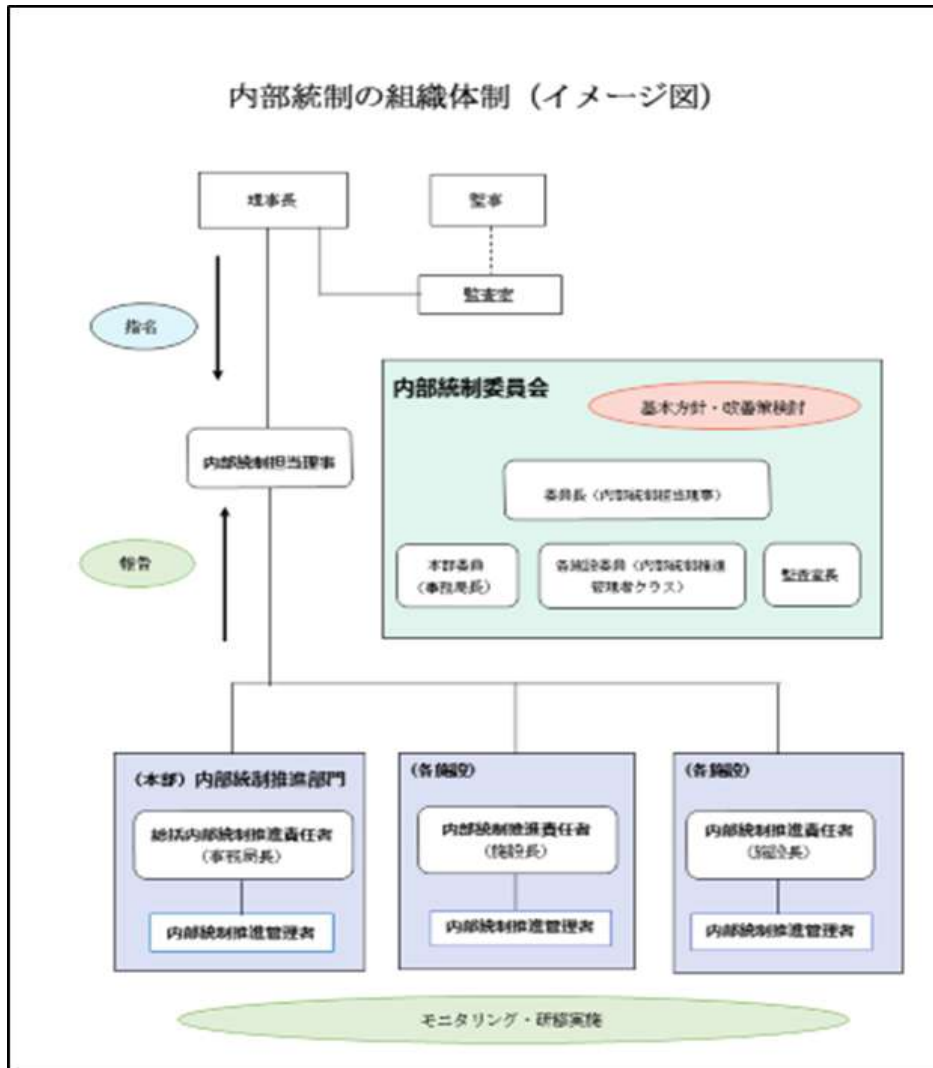 内部統制の組織体制（イメージ図）
理事長
監事
監査室
指名
内部統制委員会
基本方針・改善策検討
内部統制担当理事
委員長（内部統制担当理事）
報告
本部委員
（事務局長）
各施設委員（内部統制推進
管理者クラス）
監査室長
（本部）内部統制推進部門
総括内部統制推進責任者
（事務局長）
内部統制推進管理者
（各施設）
内部統制推進責任者
（施設長）
内部統制推進管理者
（各施設）
内部統制推進責任者
（施設長）
内部統制推進管理者
モニタリング・研修実施